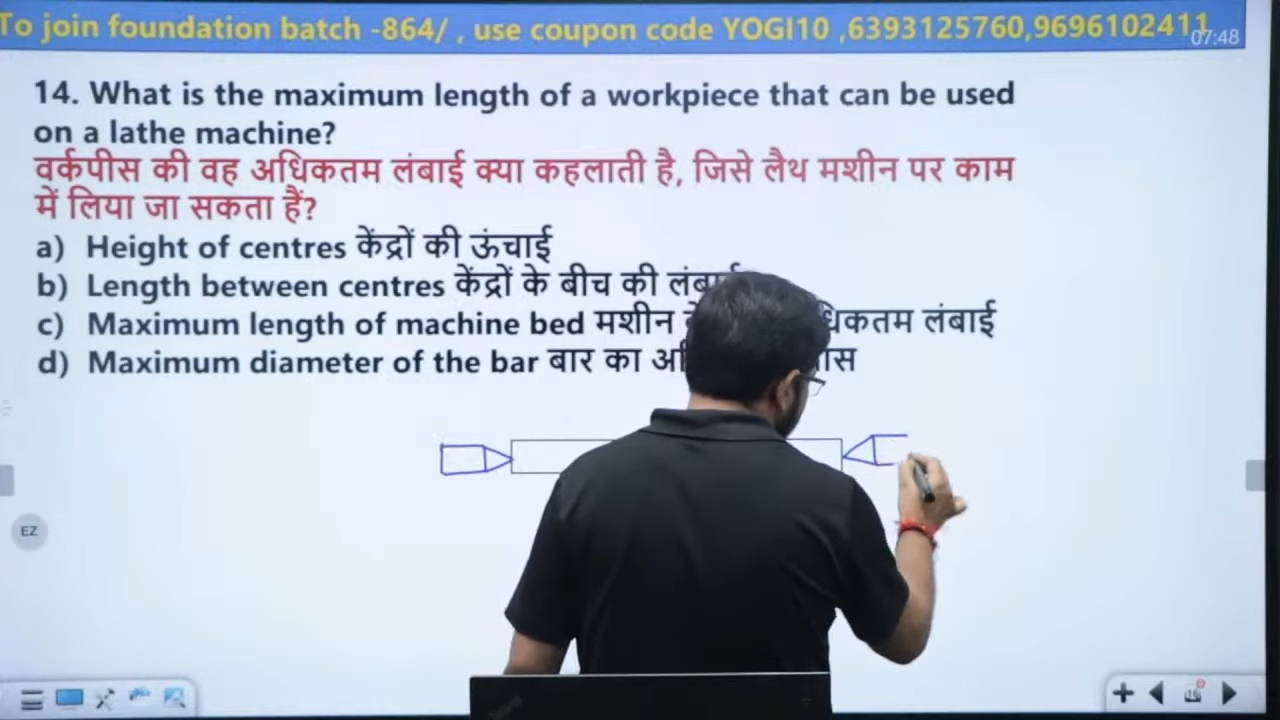 To join foundation batch -864/ , use coupon code YOGI10 ,6393125760,9696102411
07:48
14. What is the maximum length of a workpiece that can be used
on a lathe machine?
वर्कपीस की वह अधिकतम लंबाई क्या कहलाती है, जिसे लैथ मशीन पर काम
में लिया जा सकता हैं?
a) Height of centres केंद्रों की ऊंचाई
b) Length between centres केंद्रों के बीच की
c) Maximum length of machine bed मशीन लंबाई
d) Maximum diameter of the bar बार का
EZ